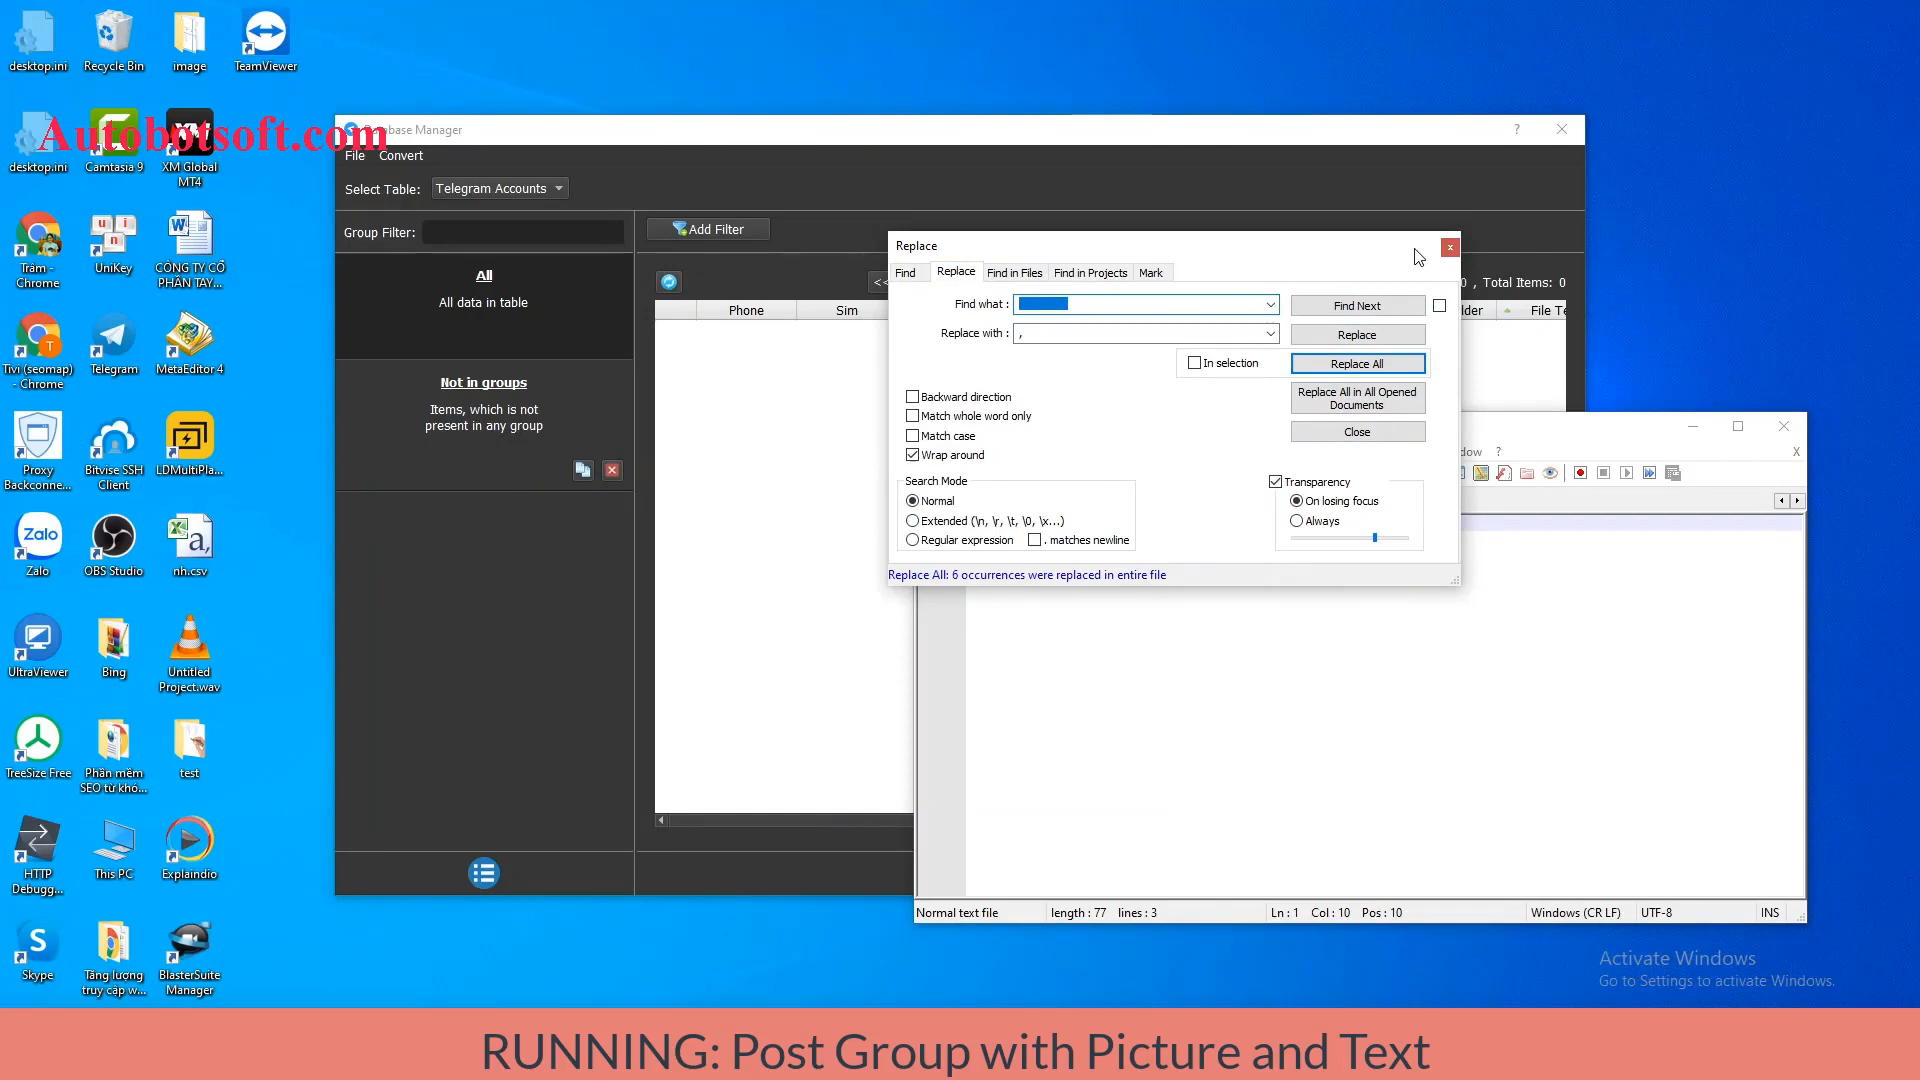 desktop.ini
Recycle Bin
image
TeamViewer
Autobotsoft.com
desktop.ini
Camtasia 9
XM Global
MT4
Trâm -
Chrome
UniKey
CÔNG TY CỔ
PHẦN TAY...
Tivi (seomap)
- Chrome
Telegram
MetaEditor 4
Proxy
Backconne...
Bitvise SSH
Client
LDMultiPla...
Zalo
Zalo
OBS Studio
nh.csv
UltraViewer
Bing
Untitled
Project.wav
TreeSize Free
Phần mềm
SEO từ khó...
test
HTTP
Debugg...
This PC
Explaindio
Skype
Tăng lượng
truy cập w...
BlasterSuite
Manager
Database Manager
?
File Convert
Select Table: Telegram Accounts
Group Filter:
Add Filter
All
All data in table
Not in groups
Items, which is not
present in any group
<<
0 , Total Items: 0
Phone Sim
lder File Te
Replace
Find Replace Find in Files Find in Projects Mark
Find what :
Find Next
Replace with : ,
Replace
In selection
Replace All
Replace All in All Opened
Documents
Close
Backward direction
Match whole word only
Match case
Wrap around
Search Mode
Normal
Extended (\n, \r, \t, \0, \x...)
Regular expression . matches newline
Transparency
On losing focus
Always
Replace All: 6 occurrences were replaced in entire file
dow ? X
Normal text file length : 77 lines : 3 Ln : 1 Col : 10 Pos : 10 Windows (CR LF) UTF-8 INS
Activate Windows
Go to Settings to activate Windows.
RUNNING: Post Group with Picture and Text